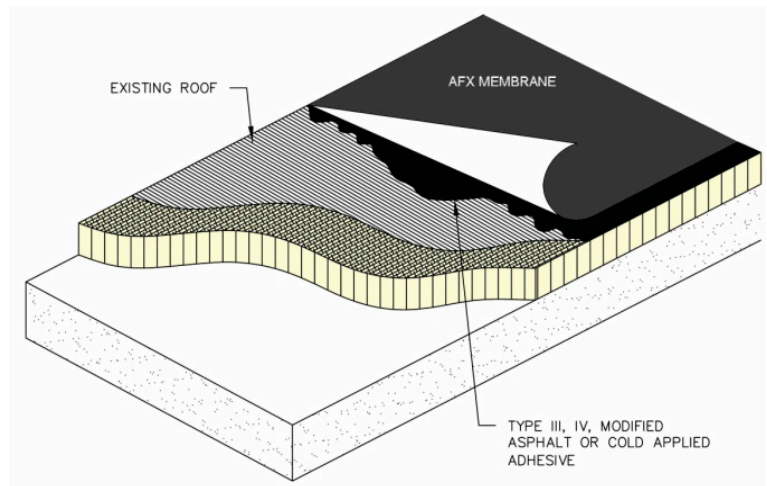 EXISTING ROOF
AFX MEMBRANE
TYPE III, IV, MODIFIED
ASPHALT OR COLD APPLIED
ADHESIVE